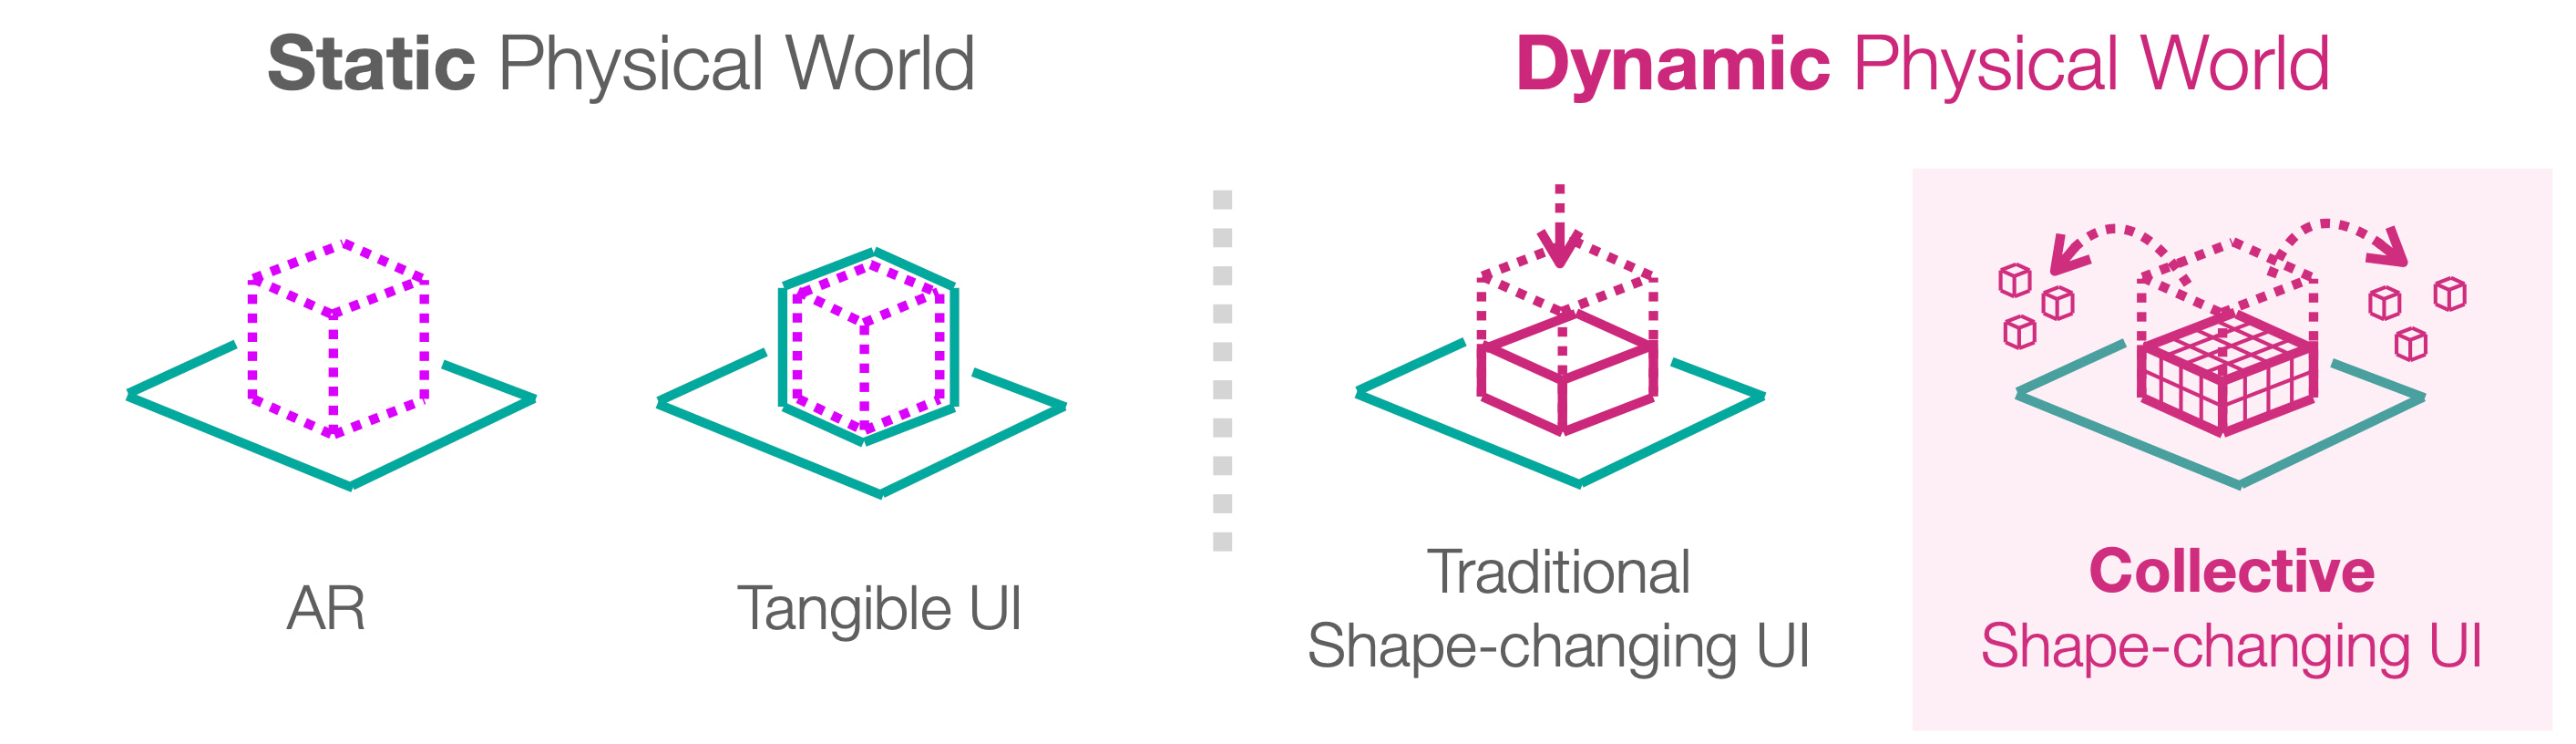 Static Physical World
Dynamic Physical World
AR
Tangible UI
Traditional
Shape-changing UI
Collective
Shape-changing UI